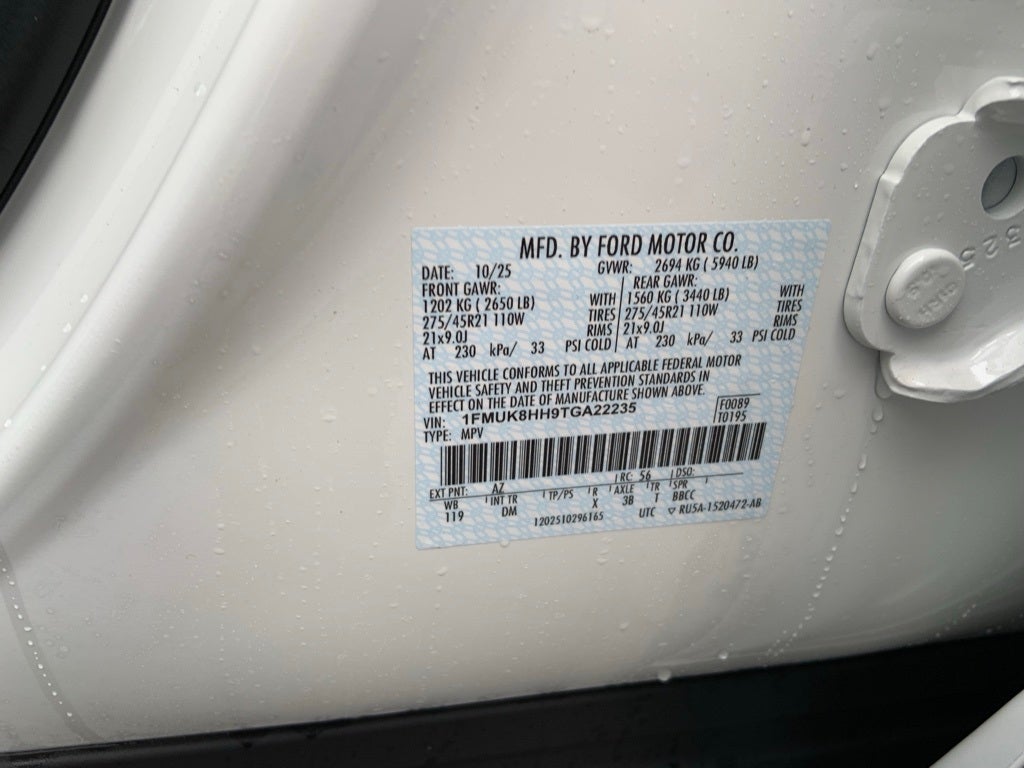 MFD. BY FORD MOTOR CO.
DATE: 10/25 GVWR: 2694 KG ( 5940 LB)
FRONT GAWR: REAR GAWR:
1202 KG ( 2650 LB) WITH 1560 KG ( 3440 LB) WITH
275/45R21 110W TIRES 275/45R21 110W TIRES
21x9.0J RIMS 21x9.0J RIMS
AT 230 kPa/ 33 PSI COLD AT 230 kPa/ 33 PSI COLD
THIS VEHICLE CONFORMS TO ALL APPLICABLE FEDERAL MOTOR
VEHICLE SAFETY AND THEFT PREVENTION STANDARDS IN
EFFECT ON THE DATE OF MANUFACTURE SHOWN ABOVE.
VIN: 1FMUK8HH9TGA22235 F0089
TYPE: MPV T0195
EXT PNT: AZ RC: 56 DSO:
WB INT TR TP/PS R AXLE TR SPR
119 DM X 3B T BBCC
1202510296165 UTC ▽ RU5A-1520472-AB
325